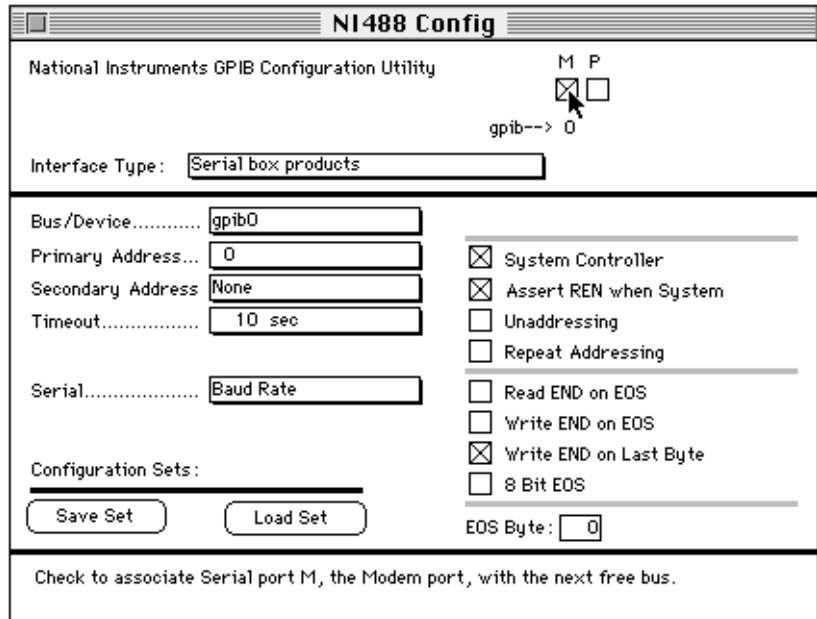 NI488 Config
National Instruments GPIB Configuration Utility
M P
gpib--> 0
Interface Type: Serial box products
Bus/Device........... gpib0
Primary Address... 0
Secondary Address None
Timeout................. 10 sec
Serial.................... Baud Rate
Configuration Sets:
Save Set
Load Set
System Controller
Assert REN when System
Unaddressing
Repeat Addressing
Read END on EOS
Write END on EOS
Write END on Last Byte
8 Bit EOS
EOS Byte: 0
Check to associate Serial port M, the Modem port, with the next free bus.